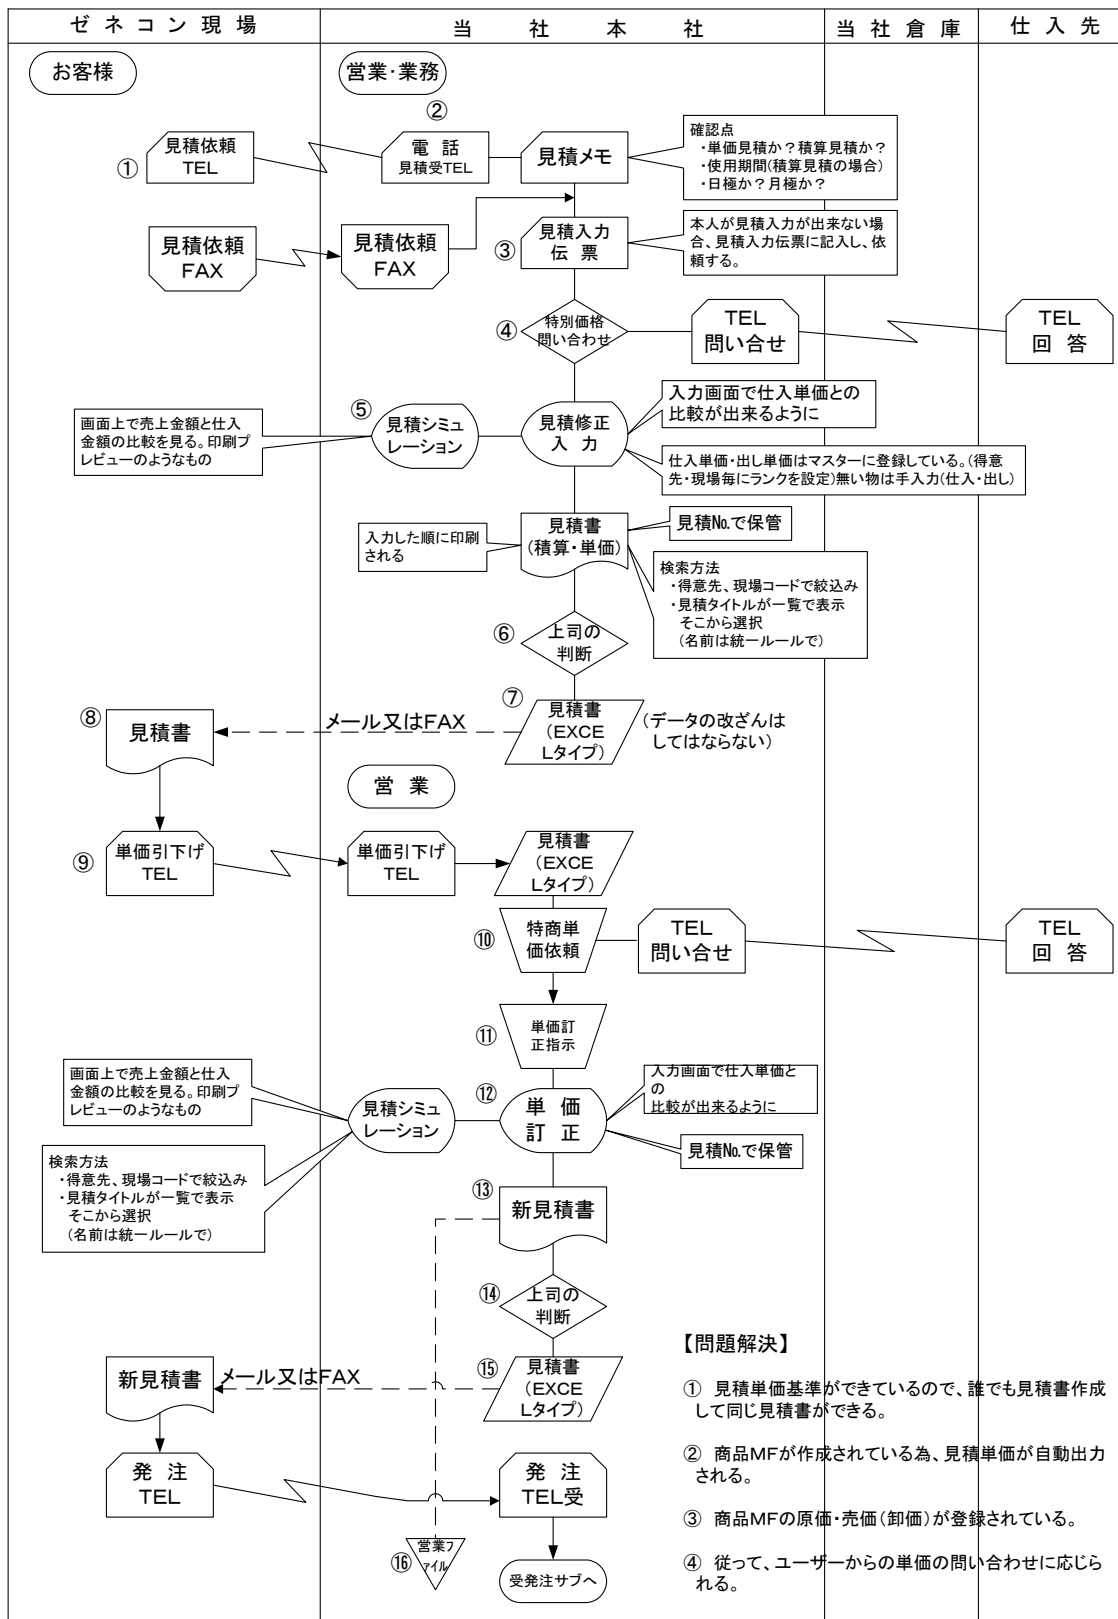 ゼネコン現場
当社本社
当社倉庫
仕入先
お客様
営業・業務
①
見積依頼
TEL
②
電話
見積受TEL
見積メモ
確認点
・単価見積か？積算見積か？
・使用期間(積算見積の場合)
・日極か？月極か？
見積依頼
FAX
見積依頼
FAX
③
見積入力
伝票
本人が見積入力が出来ない場
合、見積入力伝票に記入し、依
頼する。
④
特別価格
問い合わせ
TEL
問い合せ
TEL
回答
画面上で売上金額と仕入
金額の比較を見る。印刷プ
レビューのようなもの
⑤
見積シミュ
レーション
見積修正
入力
入力画面で仕入単価との
比較が出来るように
仕入単価・出し単価はマスターに登録している。(得意
先・現場毎にランクを設定)無い物は手入力(仕入・出し)
入力した順に印刷
される
見積書
(積算・単価)
見積No.で保管
検索方法
・得意先、現場コードで絞込み
・見積タイトルが一覧で表示
そこから選択
(名前は統一ルールで)
⑥
上司の
判断
⑦
見積書
(EXCE
Lタイプ)
(データの改ざんは
してはならない)
メール又はFAX
⑧
見積書
営業
⑨
単価引下げ
TEL
単価引下げ
TEL
見積書
(EXCE
Lタイプ)
⑩
特商単
価依頼
TEL
問い合せ
TEL
回答
⑪
単価訂
正指示
画面上で売上金額と仕入
金額の比較を見る。印刷プ
レビューのようなもの
見積シミュ
レーション
⑫
単価
訂正
入力画面で仕入単価と
の
比較が出来るように
見積No.で保管
検索方法
・得意先、現場コードで絞込み
・見積タイトルが一覧で表示
そこから選択
(名前は統一ルールで)
⑬
新見積書
⑭
上司の
判断
⑮
見積書
(EXCE
Lタイプ)
メール又はFAX
新見積書
発注
TEL
発注
TEL受
⑯
営業フ
ァイル
受発注サブへ
【問題解決】
① 見積単価基準ができているので、誰でも見積書作成
して同じ見積書ができる。
② 商品MFが作成されている為、見積単価が自動出力
される。
③ 商品MFの原価・売価(卸価)が登録されている。
④ 従って、ユーザーからの単価の問い合わせに応じら
れる。